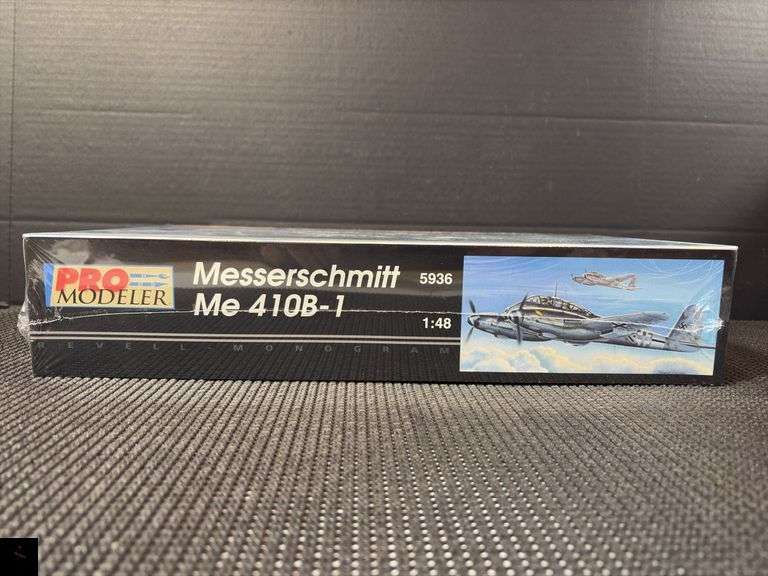 PRO
MODELER
Messerschmitt
Me 410B-1
5936
1:48
REVELL MONOGRAM